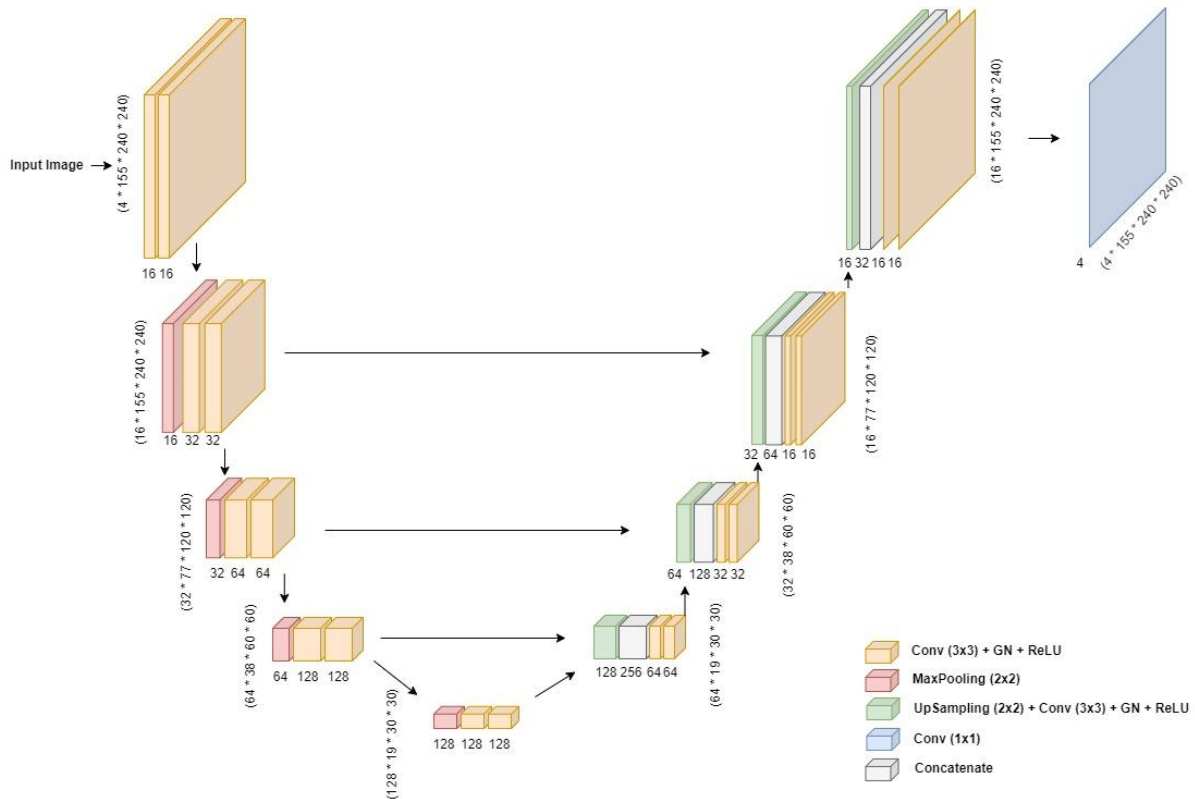 Input Image
(4 * 155 * 240 * 240)
16 16
(16 * 155 * 240 * 240)
16 32 32
(32 * 77 * 120 * 120)
32 64 64
(64 * 38 * 60 * 60)
64 128 128
(128 * 19 * 30 * 30)
128 128 128
128 256 64 64
(64 * 19 * 30 * 30)
64 128 32 32
(32 * 38 * 60 * 60)
32 64 16 16
(16 * 77 * 120 * 120)
16 32 16 16
(16 * 155 * 240 * 240)
4
(4 * 155 * 240 * 240)
Conv (3x3) + GN + ReLU
MaxPooling (2x2)
UpSampling (2x2) + Conv (3x3) + GN + ReLU
Conv (1x1)
Concatenate